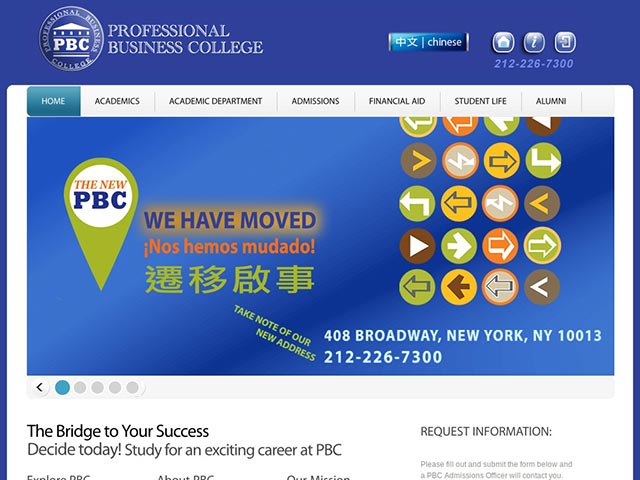 PROFESSIONAL BUSINESS COLLEGE
PBC
PROFESSIONAL
BUSINESS COLLEGE
中文 | chinese
212-226-7300
HOME
ACADEMICS
ACADEMIC DEPARTMENT
ADMISSIONS
FINANCIAL AID
STUDENT LIFE
ALUMNI
THE NEW
PBC
WE HAVE MOVED
¡Nos hemos mudado!
遷移啟事
TAKE NOTE OF OUR
NEW ADDRESS
408 BROADWAY, NEW YORK, NY 10013
212-226-7300
The Bridge to Your Success
Decide today! Study for an exciting career at PBC
Explore PBC
About PBC
Our Mission
REQUEST INFORMATION:
Please fill out and submit the form below and
a PBC Admissions Officer will contact you.